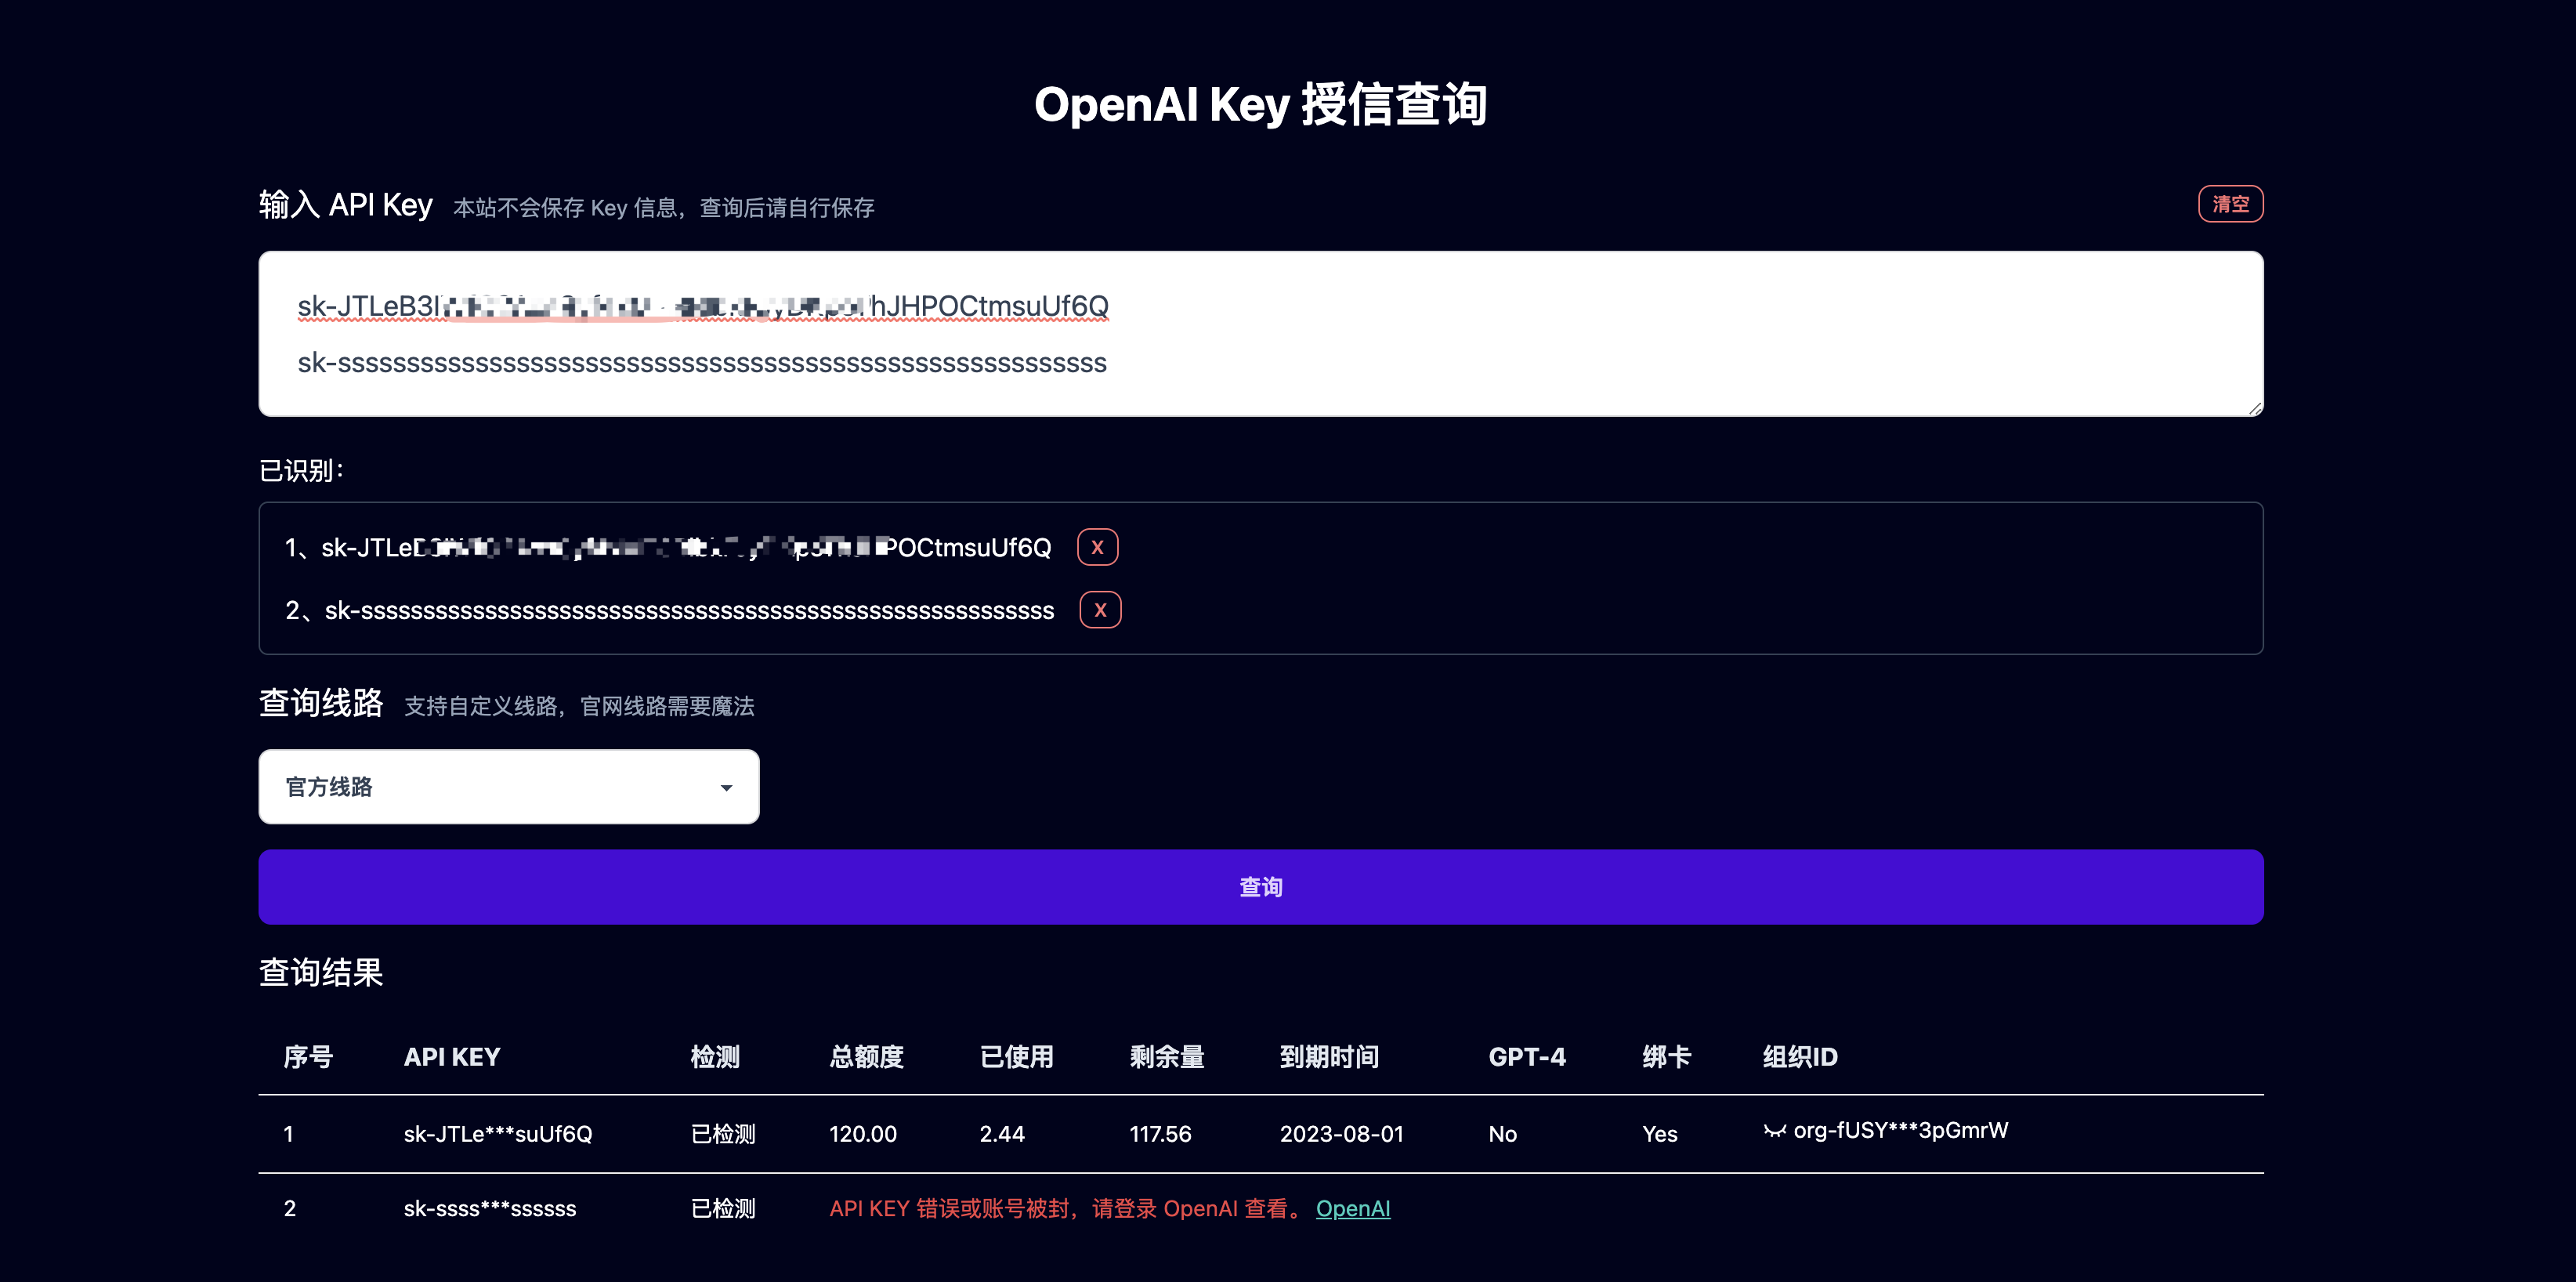 OpenAI Key 授信查询
输入 API Key 本站不会保存 Key 信息，查询后请自行保存 清空
sk-JTLeB3 hJHPOCtmsuUf6Q
sk-ssssssssssssssssssssssssssssssssssssssssssssssssssssssss
已识别：
1、sk-JTLe POCtmsuUf6Q X
2、sk-ssssssssssssssssssssssssssssssssssssssssssssssssssssssss X
查询线路 支持自定义线路，官网线路需要魔法
官方线路
查询
查询结果
序号 API KEY 检测 总额度 已使用 剩余量 到期时间 GPT-4 绑卡 组织ID
1 sk-JTLe***suUf6Q 已检测 120.00 2.44 117.56 2023-08-01 No Yes org-fUSY***3pGmrW
2 sk-ssss***ssssss 已检测 API KEY 错误或账号被封，请登录 OpenAI 查看。 OpenAI